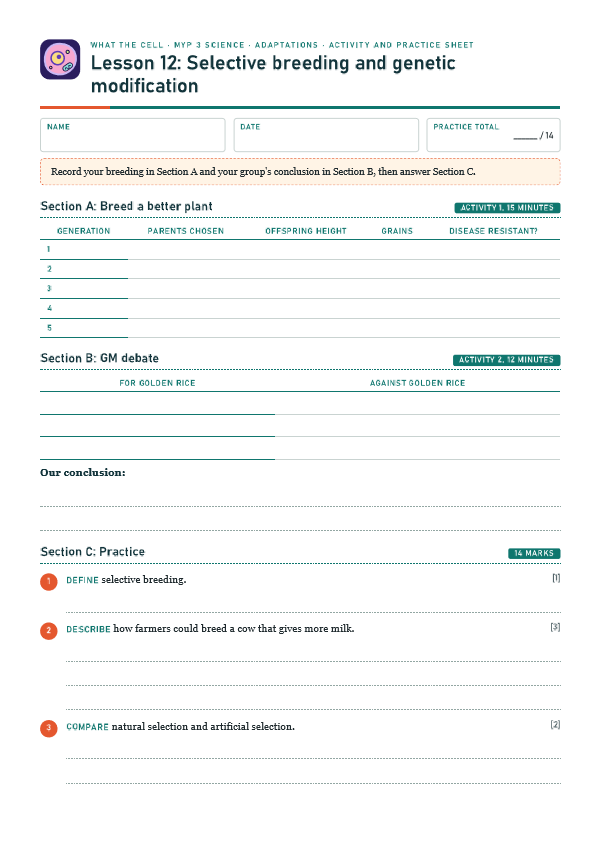 WHAT THE CELL · MYP 3 SCIENCE · ADAPTATIONS · ACTIVITY AND PRACTICE SHEET
Lesson 12: Selective breeding and genetic
modification
NAME
DATE
PRACTICE TOTAL
_____ / 14
Record your breeding in Section A and your group's conclusion in Section B, then answer Section C.
Section A: Breed a better plant
ACTIVITY 1, 15 MINUTES
GENERATION PARENTS CHOSEN OFFSPRING HEIGHT GRAINS DISEASE RESISTANT?
1
2
3
4
5
Section B: GM debate
ACTIVITY 2, 12 MINUTES
FOR GOLDEN RICE AGAINST GOLDEN RICE
Our conclusion:
Section C: Practice
14 MARKS
1 DEFINE selective breeding. [1]
2 DESCRIBE how farmers could breed a cow that gives more milk. [3]
3 COMPARE natural selection and artificial selection. [2]